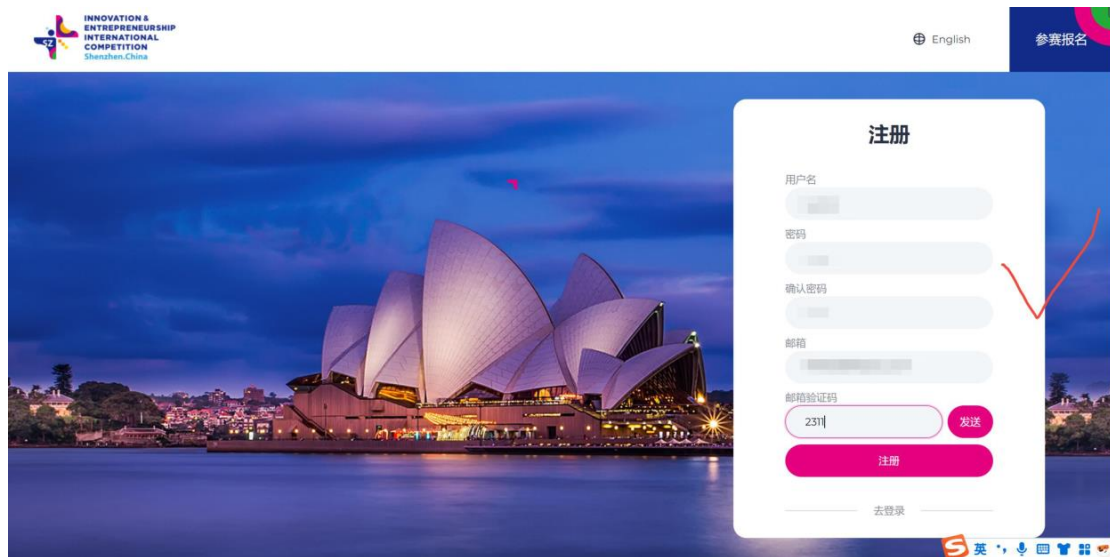 INNOVATION &
ENTREPRENEURSHIP
INTERNATIONAL
COMPETITION
Shenzhen.China
SZ
English
参赛报名
注册
用户名
密码
确认密码
邮箱
邮箱验证码
2311
发送
注册
去登录
英